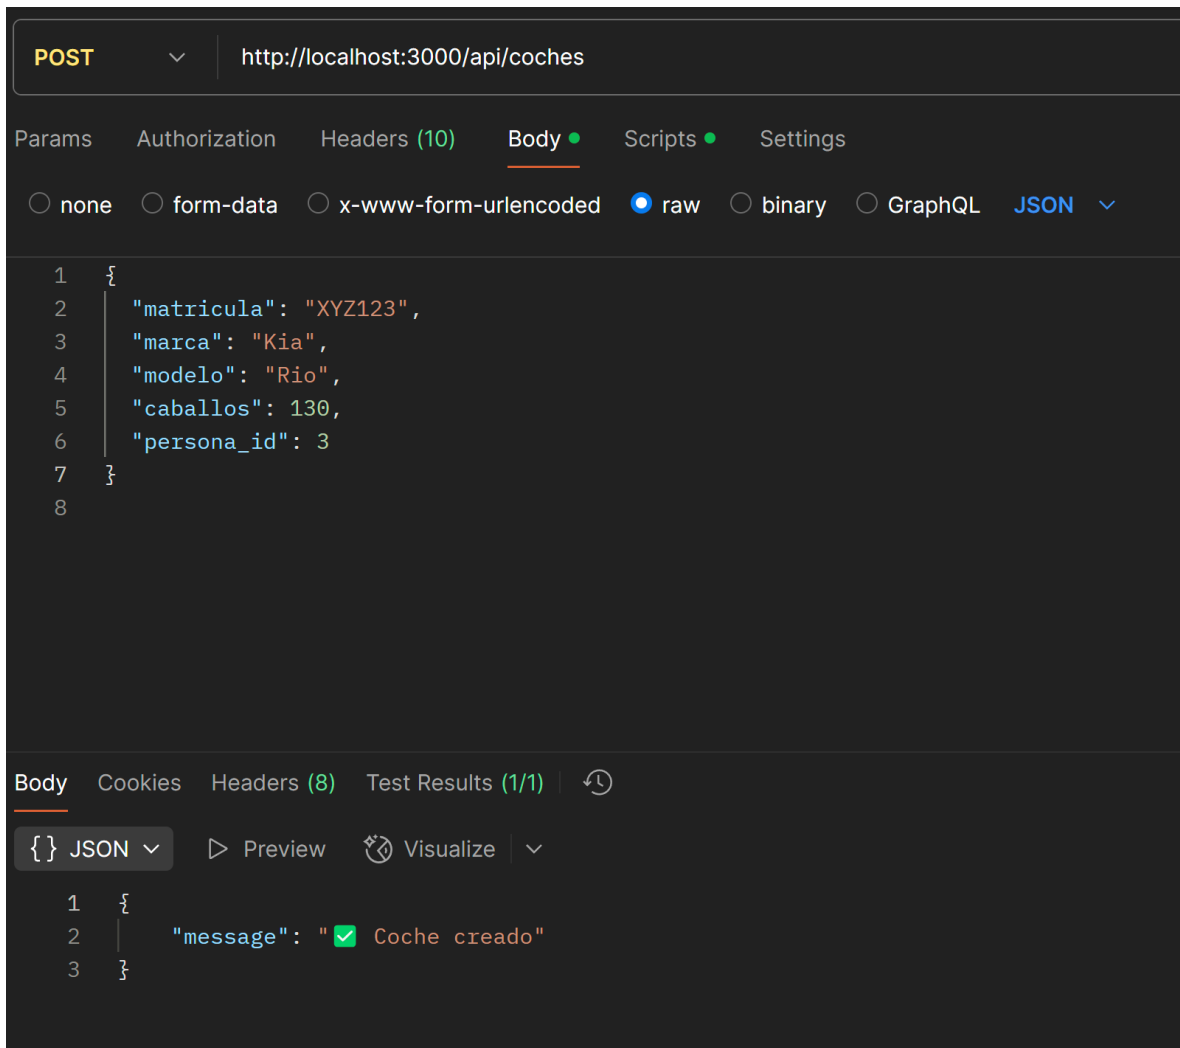 POST http://localhost:3000/api/coches
Params Authorization Headers (10) Body Scripts Settings
none form-data x-www-form-urlencoded raw binary GraphQL JSON
1 {
2 "matricula": "XYZ123",
3 "marca": "Kia",
4 "modelo": "Rio",
5 "caballos": 130,
6 "persona_id": 3
7 }
8
Body Cookies Headers (8) Test Results (1/1)
{} JSON Preview Visualize
1 {
2 "message": "✅ Coche creado"
3 }